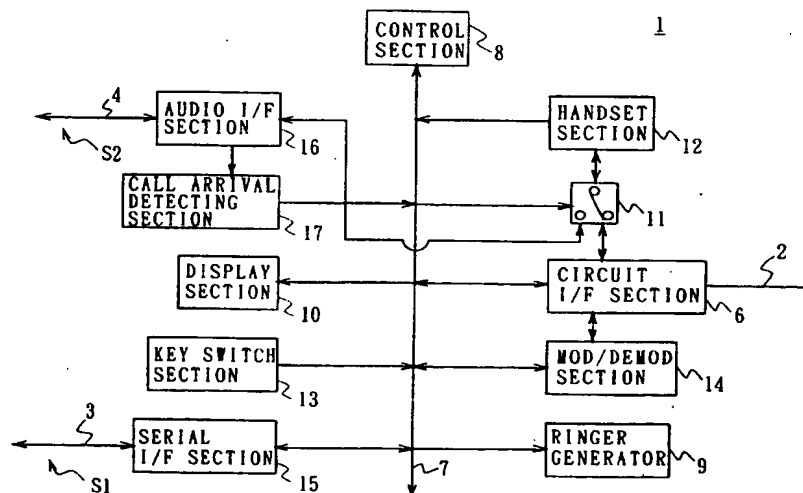 1
CONTROL
SECTION
8
4
AUDIO I/F
SECTION
16
S2
HANDSET
SECTION
12
CALL ARRIVAL
DETECTING
SECTION
17
11
DISPLAY
SECTION
10
CIRCUIT
I/F SECTION
6
2
KEY SWITCH
SECTION
13
MOD/DEMOD
SECTION
14
3
SERIAL
I/F SECTION
15
S1
7
RINGER
GENERATOR
9